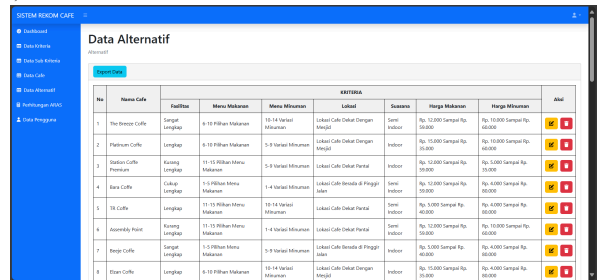 SISTEM REKOM CAFE
Dashboard
Data Kriteria
Data Sub Kriteria
Data Cafe
Data Alternatif
Perhitungan ARAS
Data Pengguna
Data Alternatif
Alternatif
Export Data
No Nama Cafe KRITERIA Aksi
Fasilitas Menu Makanan Menu Minuman Lokasi Suasana Harga Makanan Harga Minuman
1 The Breeze Coffe Sangat Lengkap 6-10 Pilihan Makanan 10-14 Variasi Minuman Lokasi Cafe Dekat Dengan Mesjid Semi Indoor Rp. 12.000 Sampai Rp. 59.000 Rp. 10.000 Sampai Rp. 60.000
2 Platinum Coffe Lengkap 6-10 Pilihan Makanan 5-9 Variasi Minuman Lokasi Cafe Dekat Dengan Mesjid Indoor Rp. 15.000 Sampai Rp. 35.000 Rp. 10.000 Sampai Rp. 60.000
3 Station Coffe Premium Kurang Lengkap 11-15 Pilihan Menu Makanan 5-9 Variasi Minuman Lokasi Cafe Dekat Pantai Indoor Rp. 12.000 Sampai Rp. 59.000 Rp. 5.000 Sampai Rp. 35.000
4 Bara Coffe Cukup Lengkap 1-5 Pilihan Menu Makanan 1-4 Variasi Minuman Lokasi Cafe Berada di Pinggir Jalan Semi Indoor Rp. 12.000 Sampai Rp. 59.000 Rp. 4.000 Sampai Rp. 80.000
5 TR Coffe Lengkap 11-15 Pilihan Menu Makanan 10-14 Variasi Minuman Lokasi Cafe Dekat Pantai Semi Indoor Rp. 5.000 Sampai Rp. 40.000 Rp. 4.000 Sampai Rp. 80.000
6 Assembly Point Kurang Lengkap 11-15 Pilihan Menu Makanan 1-4 Variasi Minuman Lokasi Cafe Dekat Pantai Semi Indoor Rp. 12.000 Sampai Rp. 59.000 Rp. 10.000 Sampai Rp. 60.000
7 Beeje Coffe Sangat Lengkap 1-5 Pilihan Menu Makanan 5-9 Variasi Minuman Lokasi Cafe Berada di Pinggir Jalan Indoor Rp. 5.000 Sampai Rp. 40.000 Rp. 4.000 Sampai Rp. 80.000
8 Elzan Coffe Lengkap 6-10 Pilihan Makanan 10-14 Variasi Minuman Lokasi Cafe Dekat Dengan Mesjid Indoor Rp. 15.000 Sampai Rp. 35.000 Rp. 4.000 Sampai Rp. 80.000